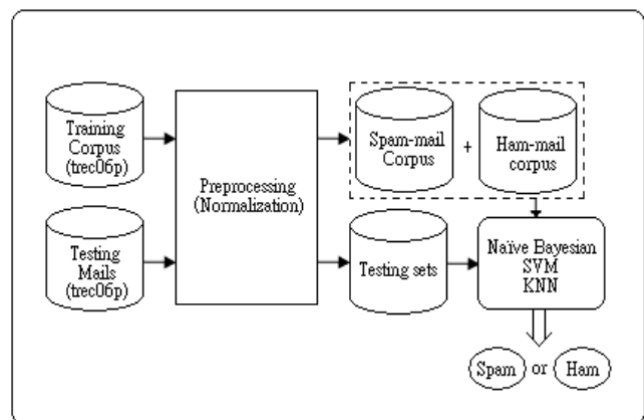 Training
Corpus
(trec06p)
Preprocessing
(Normalization)
Spam-mail
Corpus
+
Ham-mail
corpus
Testing
Mails
(trec06p)
Testing sets
Naïve Bayesian
SVM
KNN
Spam or Ham